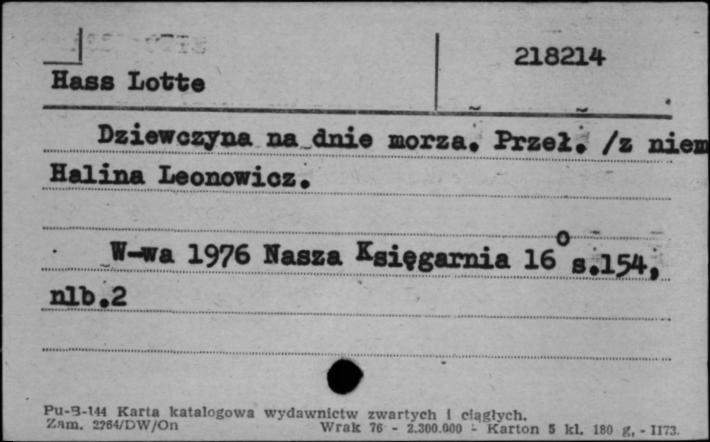 218214
Hass Lotte
Dziewczyna na dnie morza. Przeł. /z niem
Halina Leonowicz.
W-wa 1976 Nasza Księgarnia 16° s.154,
nlb.2
Pu-B-144 Karta katalogowa wydawnictw zwartych i ciągłych.
Zam. 2264/DW/On Wrak 76 - 2.300.000 - Karton 5 kl. 180 g. - II73.